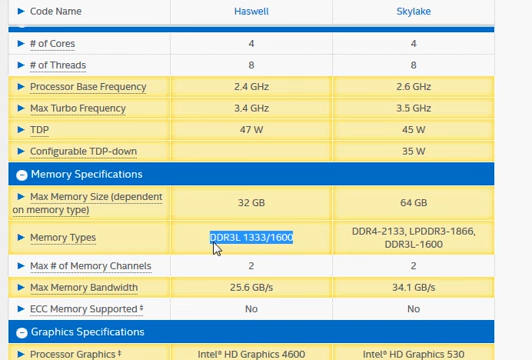 Code Name Haswell Skylake
# of Cores 4 4
# of Threads 8 8
Processor Base Frequency 2.4 GHz 2.6 GHz
Max Turbo Frequency 3.4 GHz 3.5 GHz
TDP 47 W 45 W
Configurable TDP-down 35 W
Memory Specifications
Max Memory Size (dependent
on memory type) 32 GB 64 GB
Memory Types DDR3L 1333/1600 DDR4-2133, LPDDR3-1866,
DDR3L-1600
Max # of Memory Channels 2 2
Max Memory Bandwidth 25.6 GB/s 34.1 GB/s
ECC Memory Supported ‡ No No
Graphics Specifications
Processor Graphics ‡ Intel® HD Graphics 4600 Intel® HD Graphics 530